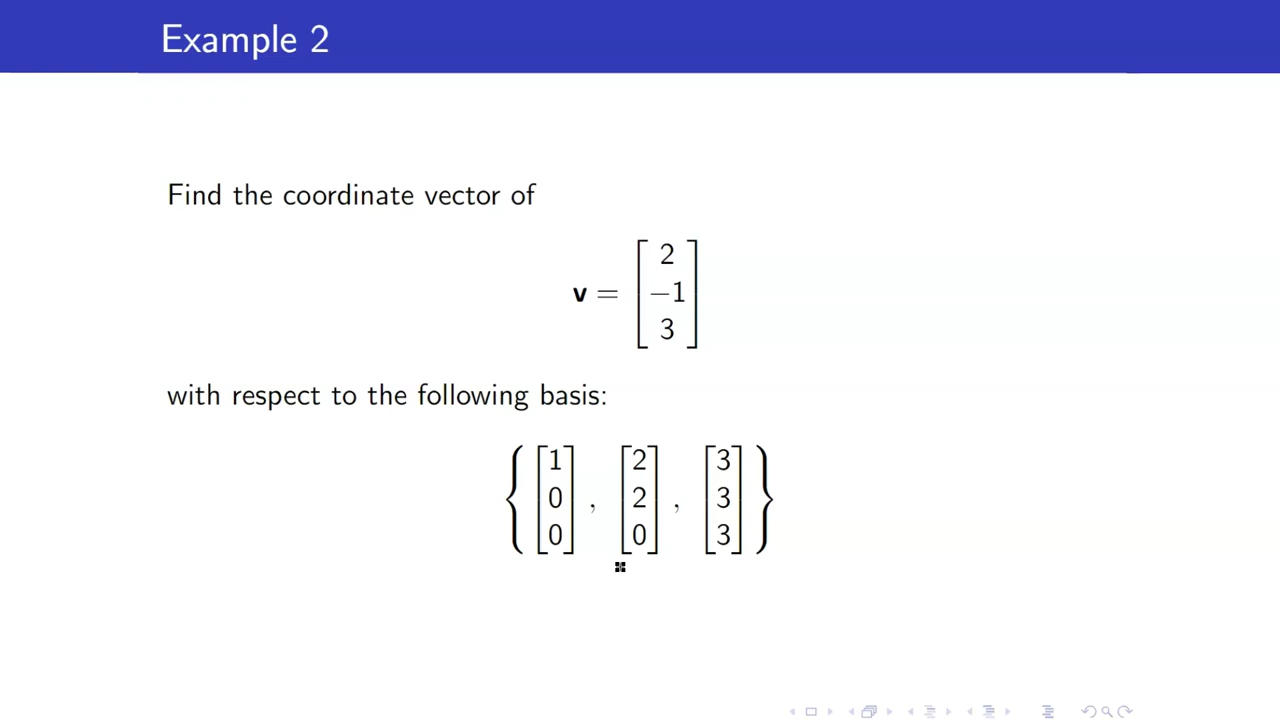 Example 2
Find the coordinate vector of
v = [2
−1
3]
with respect to the following basis:
{[1 0 0], [2 2 0], [3 3 3]}